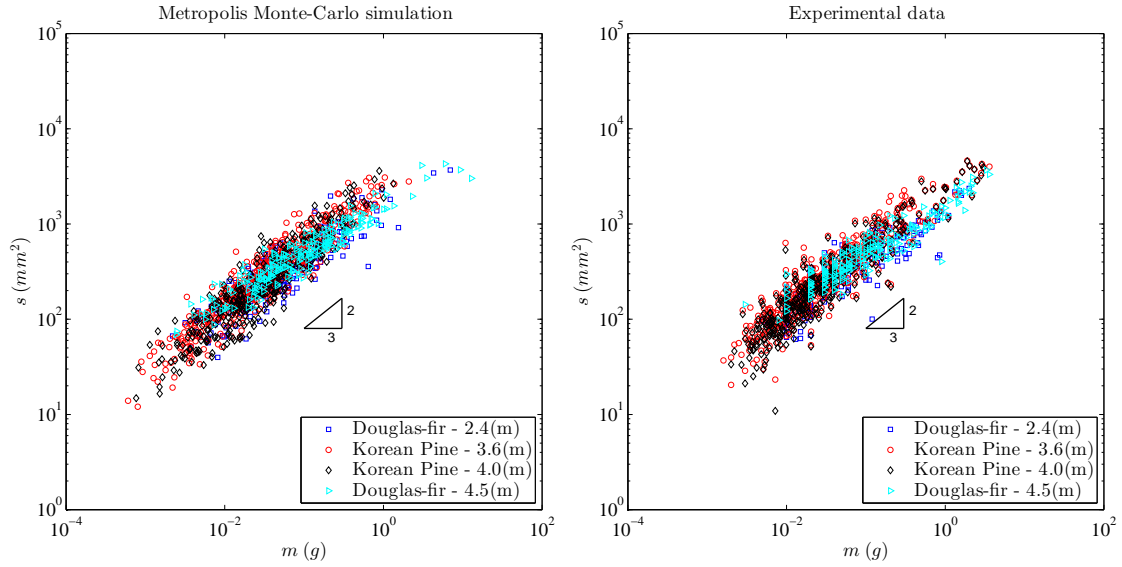 Metropolis Monte-Carlo simulation
10^5
10^4
10^3
10^2
10^1
10^0
s (mm^2)
2
3
Douglas-fir - 2.4(m)
Korean Pine - 3.6(m)
Korean Pine - 4.0(m)
Douglas-fir - 4.5(m)
10^−4
10^−2
10^0
10^2
m (g)
Experimental data
10^5
10^4
10^3
10^2
10^1
10^0
s (mm^2)
2
3
Douglas-fir - 2.4(m)
Korean Pine - 3.6(m)
Korean Pine - 4.0(m)
Douglas-fir - 4.5(m)
10^−4
10^−2
10^0
10^2
m (g)